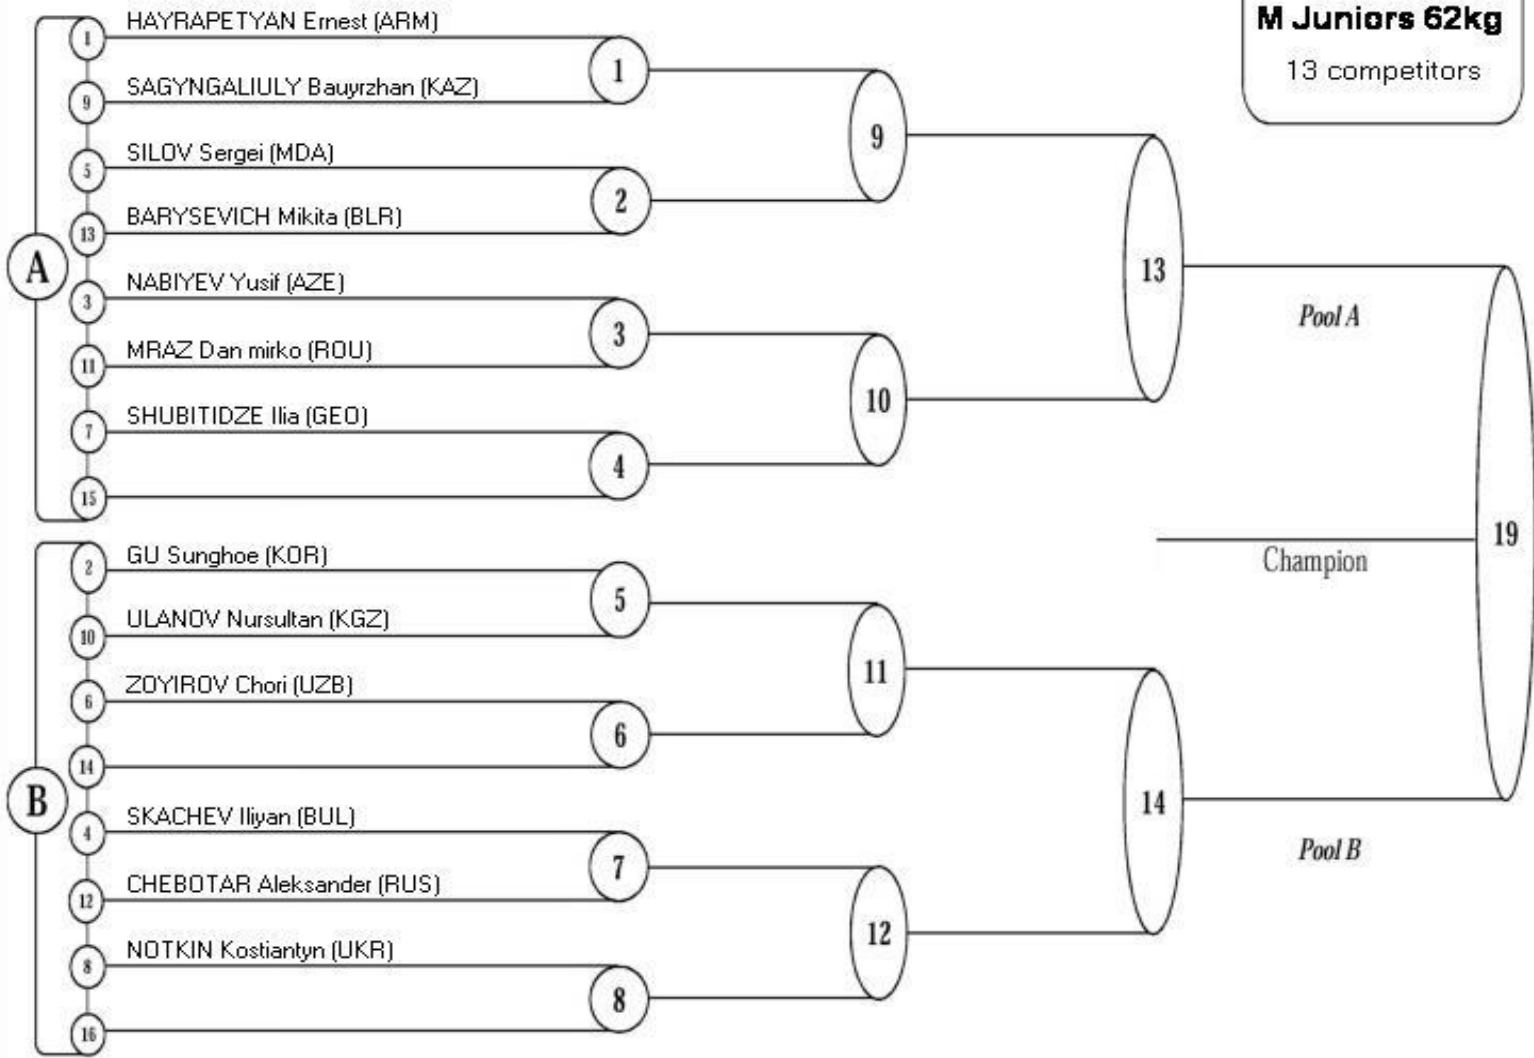 M Juniors 62kg
13 competitors
A
1 HAYRAPETYAN Ernest (ARM)
9 SAGYNGALIULY Bauyrzhan (KAZ)
5 SILOV Sergei (MDA)
13 BARYSEVICH Mikita (BLR)
3 NABIYEV Yusif (AZE)
11 MRAZ Dan mirko (ROU)
7 SHUBITIDZE Ilia (GEO)
15
B
2 GU Sunghoe (KOR)
10 ULANOV Nursultan (KGZ)
6 ZOYIROV Chori (UZB)
14
4 SKACHEV Iliyan (BUL)
12 CHEBOTAR Aleksander (RUS)
8 NOTKIN Kostiantyn (UKR)
16
1
2
3
4
5
6
7
8
9
10
11
12
13
14
Pool A
Champion
Pool B
19